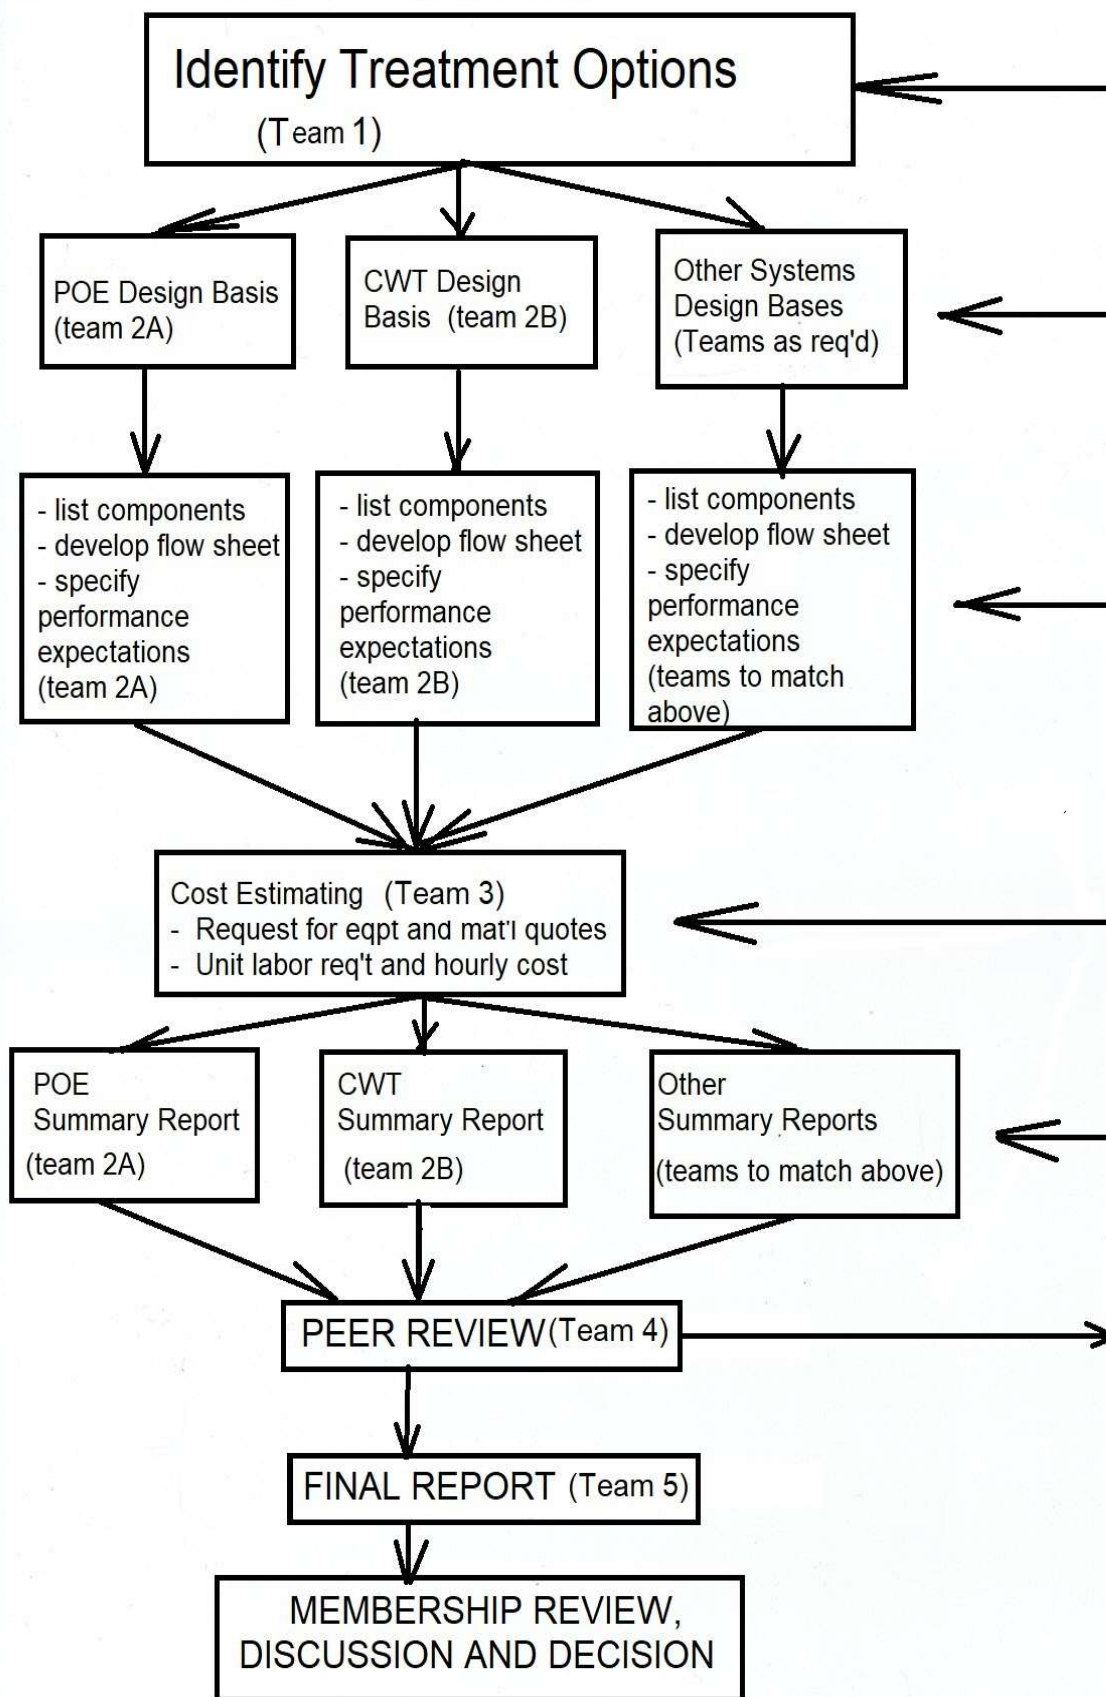 Identify Treatment Options
(Team 1)
POE Design Basis
(team 2A)
CWT Design
Basis (team 2B)
Other Systems
Design Bases
(Teams as req'd)
- list components
- develop flow sheet
- specify
performance
expectations
(team 2A)
- list components
- develop flow sheet
- specify
performance
expectations
(team 2B)
- list components
- develop flow sheet
- specify
performance
expectations
(teams to match
above)
Cost Estimating (Team 3)
- Request for eqpt and mat'l quotes
- Unit labor req't and hourly cost
POE
Summary Report
(team 2A)
CWT
Summary Report
(team 2B)
Other
Summary Reports
(teams to match above)
PEER REVIEW (Team 4)
FINAL REPORT (Team 5)
MEMBERSHIP REVIEW,
DISCUSSION AND DECISION